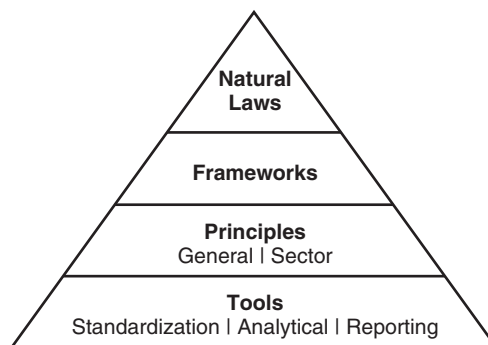 Natural
Laws
Frameworks
Principles
General | Sector
Tools
Standardization | Analytical | Reporting